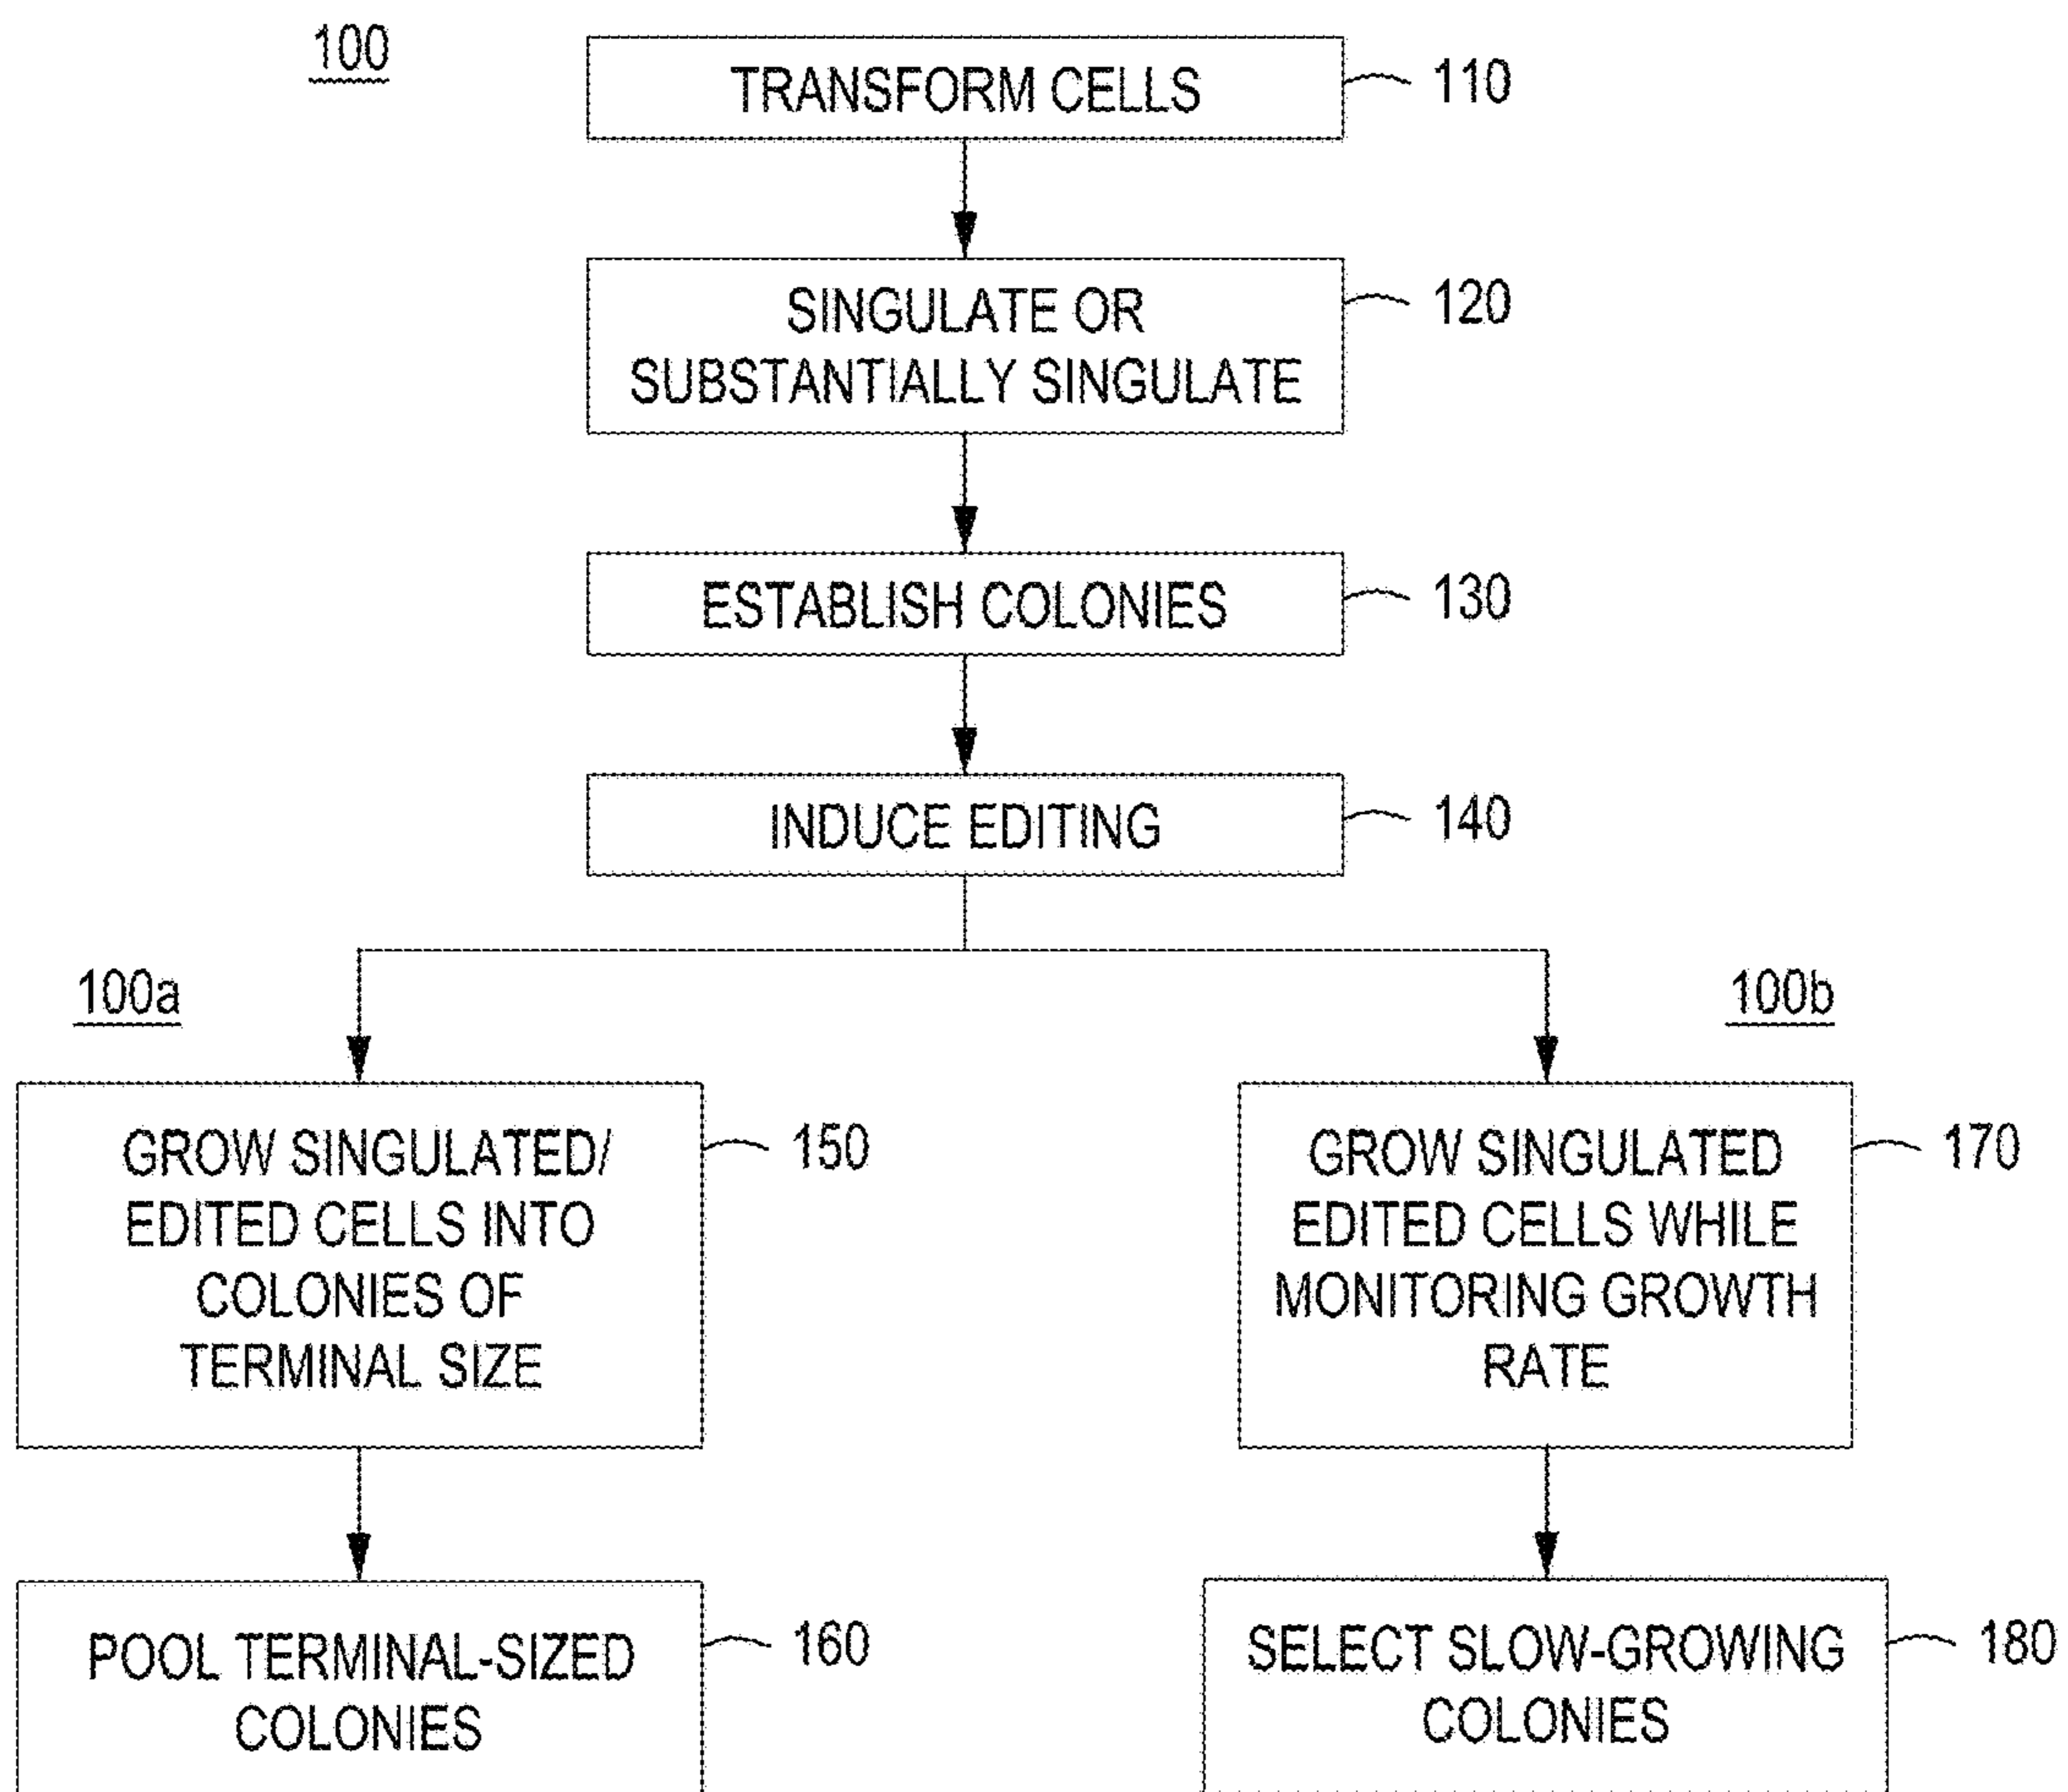 100
TRANSFORM CELLS
110
SINGULATE OR
SUBSTANTIALLY SINGULATE
120
ESTABLISH COLONIES
130
INDUCE EDITING
140
100a
100b
GROW SINGULATED/
EDITED CELLS INTO
COLONIES OF
TERMINAL SIZE
150
GROW SINGULATED
EDITED CELLS WHILE
MONITORING GROWTH
RATE
170
POOL TERMINAL-SIZED
COLONIES
160
SELECT SLOW-GROWING
COLONIES
180